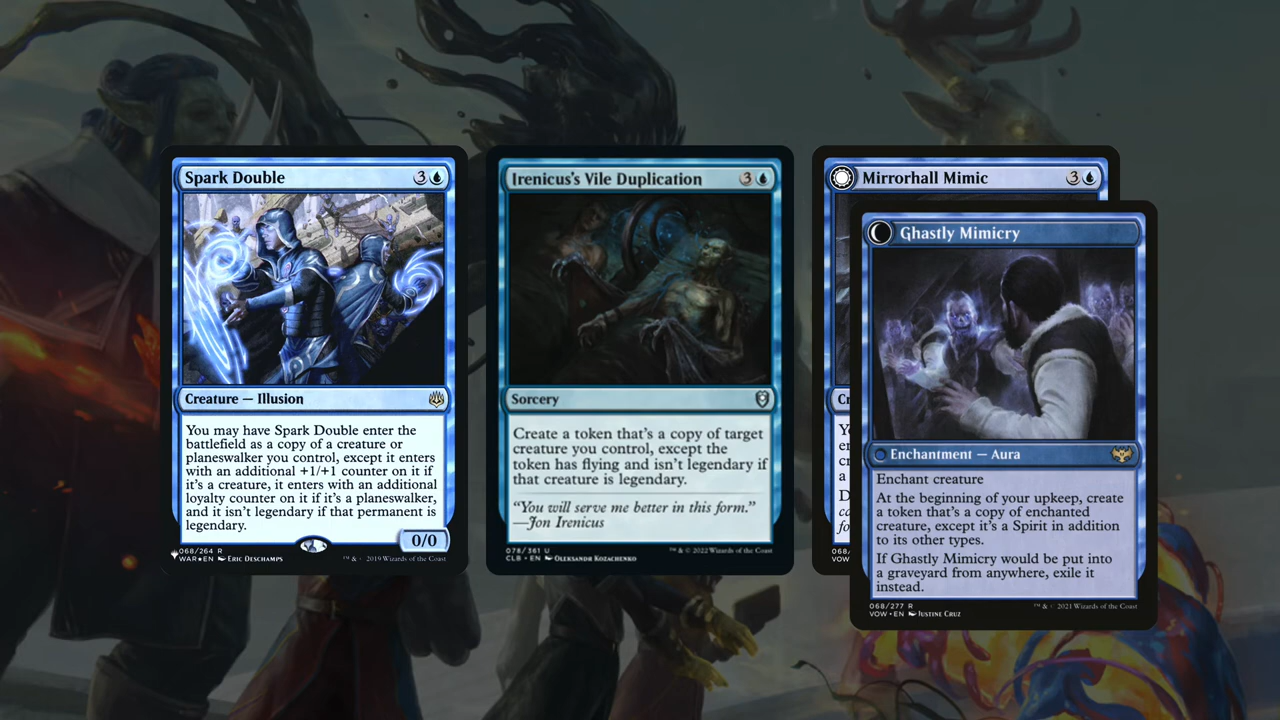 Spark Double
3
Creature — Illusion
You may have Spark Double enter the
battlefield as a copy of a creature or
planeswalker you control, except it enters
with an additional +1/+1 counter on it if
it's a creature, it enters with an additional
loyalty counter on it if it's a planeswalker,
and it isn't legendary if that permanent is
legendary.
0/0
068/264 R
WAR • EN Eric Deschamps
™ & © 2019 Wizards of the Coast
Irenicus's Vile Duplication
3
Sorcery
Create a token that's a copy of target
creature you control, except the
token has flying and isn't legendary if
that creature is legendary.
“You will serve me better in this form.”
—Jon Irenicus
078/361 U
CLB • EN Oleksandr Kozachenko
™ & © 2022 Wizards of the Coast
Mirrorhall Mimic
3
Cr
Yo
en
cr
a
D
co
fo
068/
VOW
Ghastly Mimicry
Enchantment — Aura
Enchant creature
At the beginning of your upkeep, create
a token that's a copy of enchanted
creature, except it's a Spirit in addition
to its other types.
If Ghastly Mimicry would be put into
a graveyard from anywhere, exile it
instead.
068/277 R
VOW • EN Justine Cruz
™ & © 2021 Wizards of the Coast